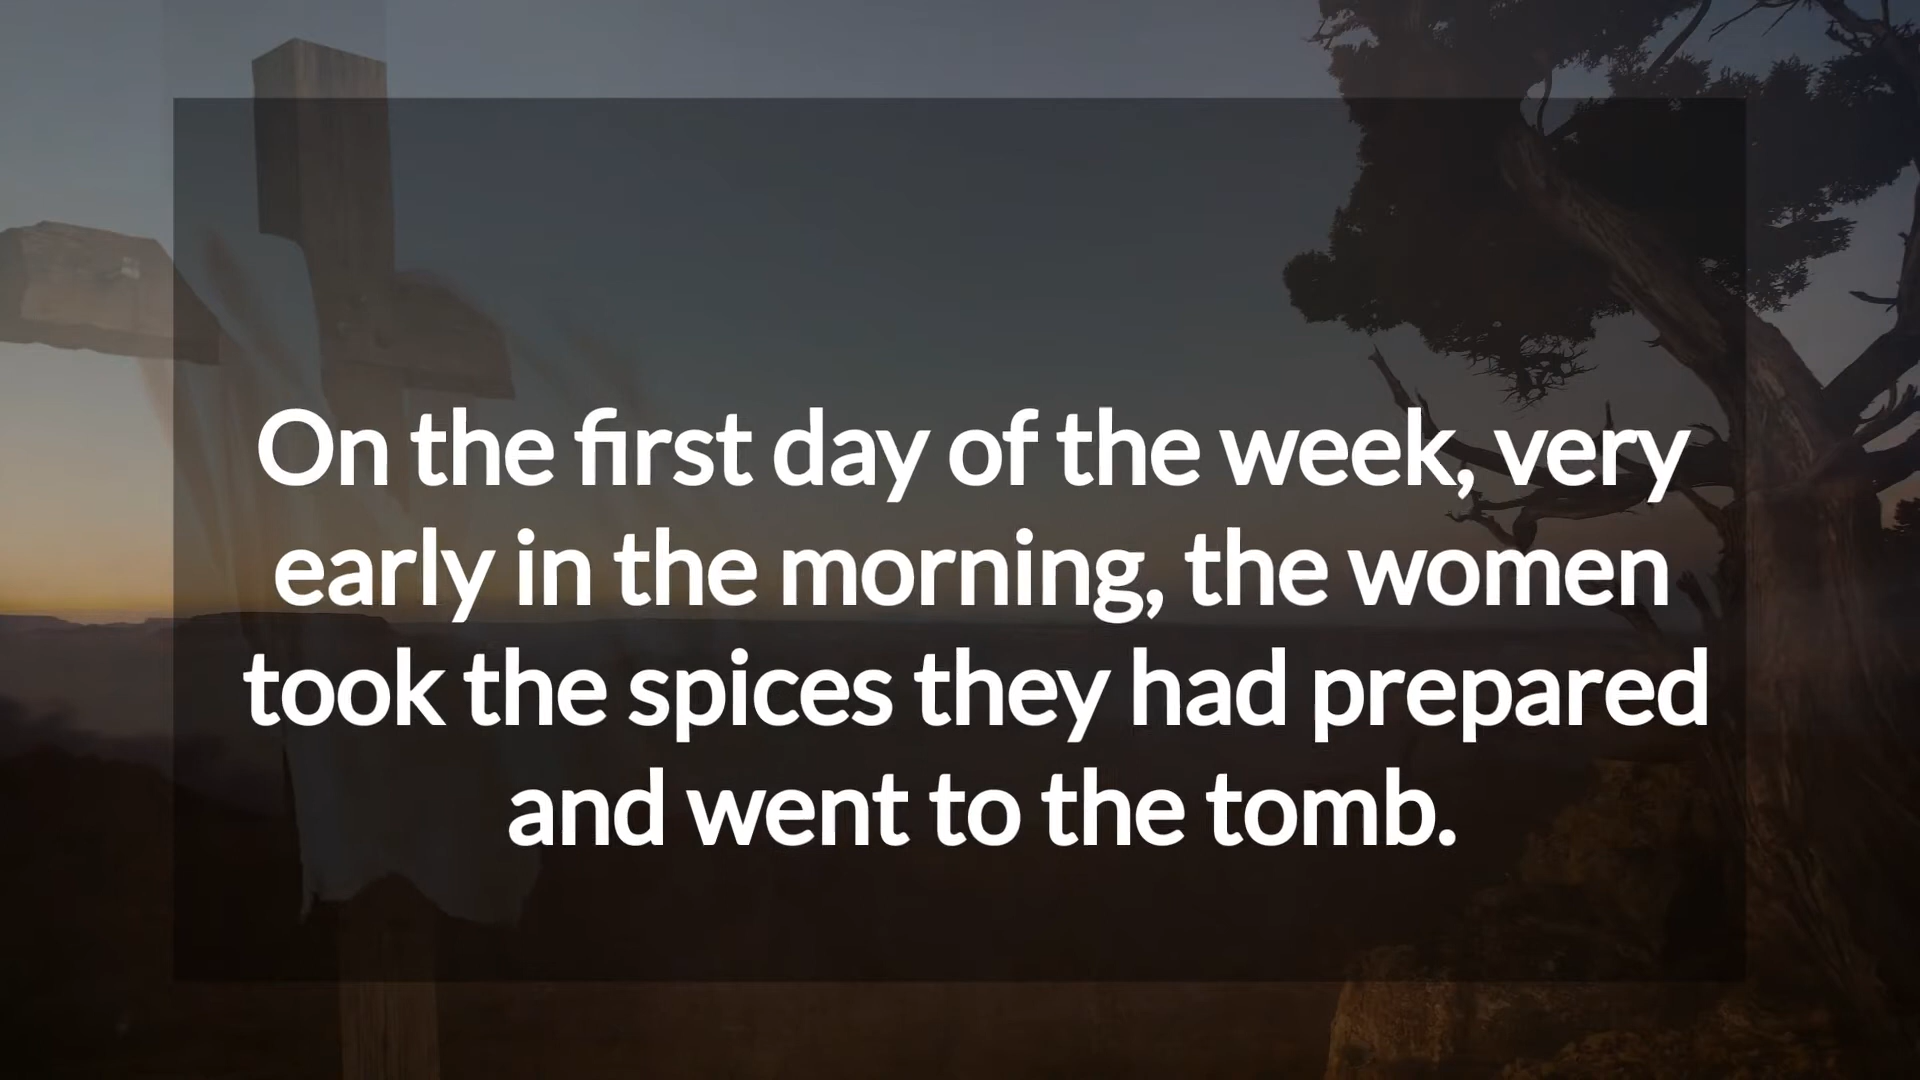 On the first day of the week, very
early in the morning, the women
took the spices they had prepared
and went to the tomb.